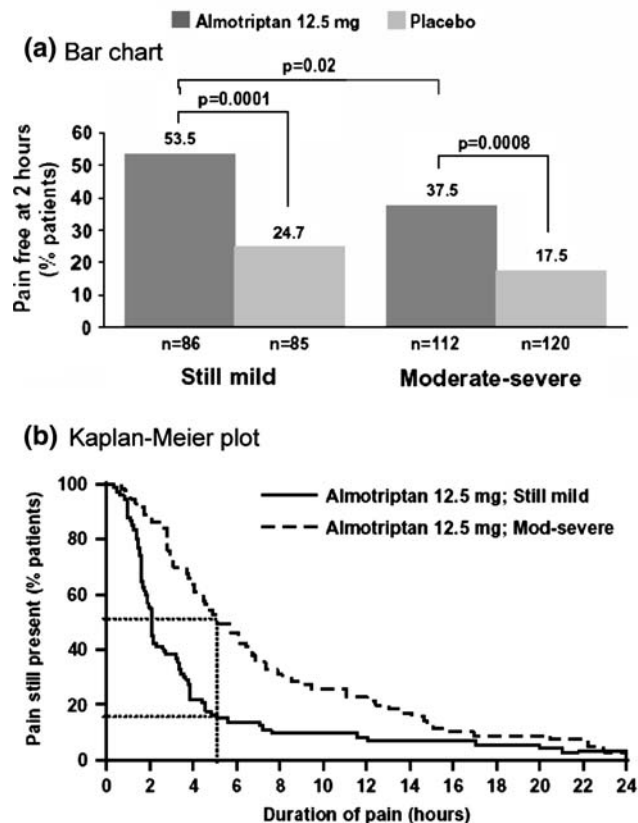 Almotriptan 12.5 mg Placebo
(a) Bar chart
p=0.02
p=0.0001
p=0.0008
Pain free at 2 hours
(% patients)
60
50
40
30
20
10
0
53.5
24.7
37.5
17.5
n=86 n=85 n=112 n=120
Still mild Moderate-severe
(b) Kaplan-Meier plot
Almotriptan 12.5 mg; Still mild
Almotriptan 12.5 mg; Mod-severe
Pain still present (% patients)
100
80
60
40
20
0
0 2 4 6 8 10 12 14 16 18 20 22 24
Duration of pain (hours)